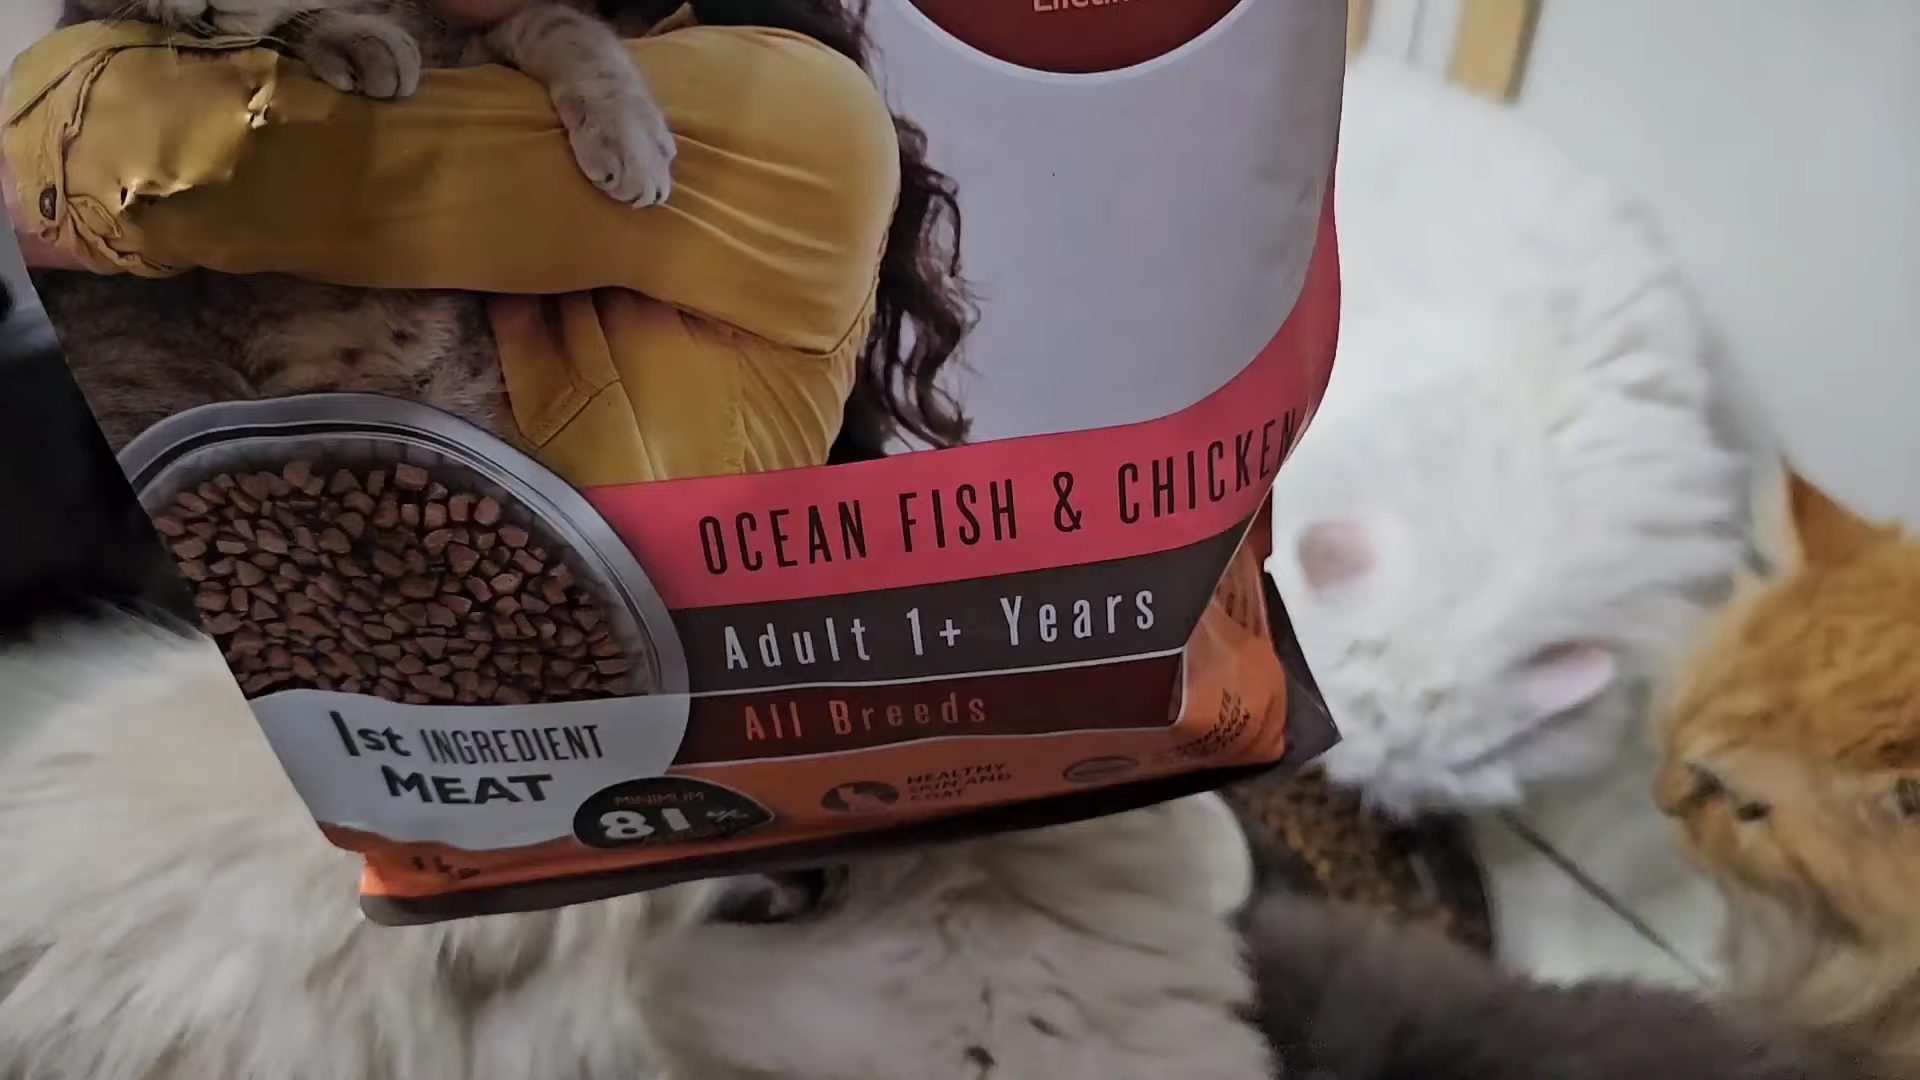 OCEAN FISH & CHICKEN
Adult 1+ Years
All Breeds
1st INGREDIENT
MEAT
MINIMUM
81%
HEALTHY
SKIN AND
COAT